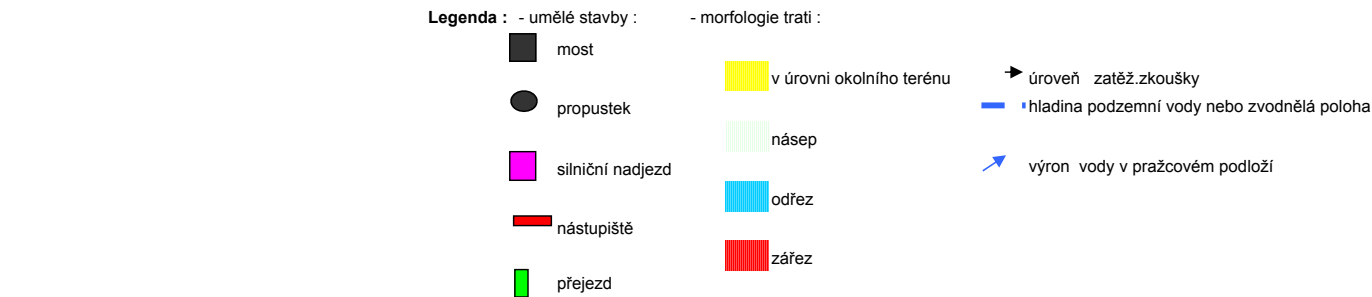 Legenda : - umělé stavby : - morfologie trati :
most
v úrovni okolního terénu
úroveň zatěž.zkoušky
propustek
hladina podzemní vody nebo zvodnělá poloha
násep
silniční nadjezd
výron vody v pražcovém podloží
odřez
nástupiště
zářez
přejezd